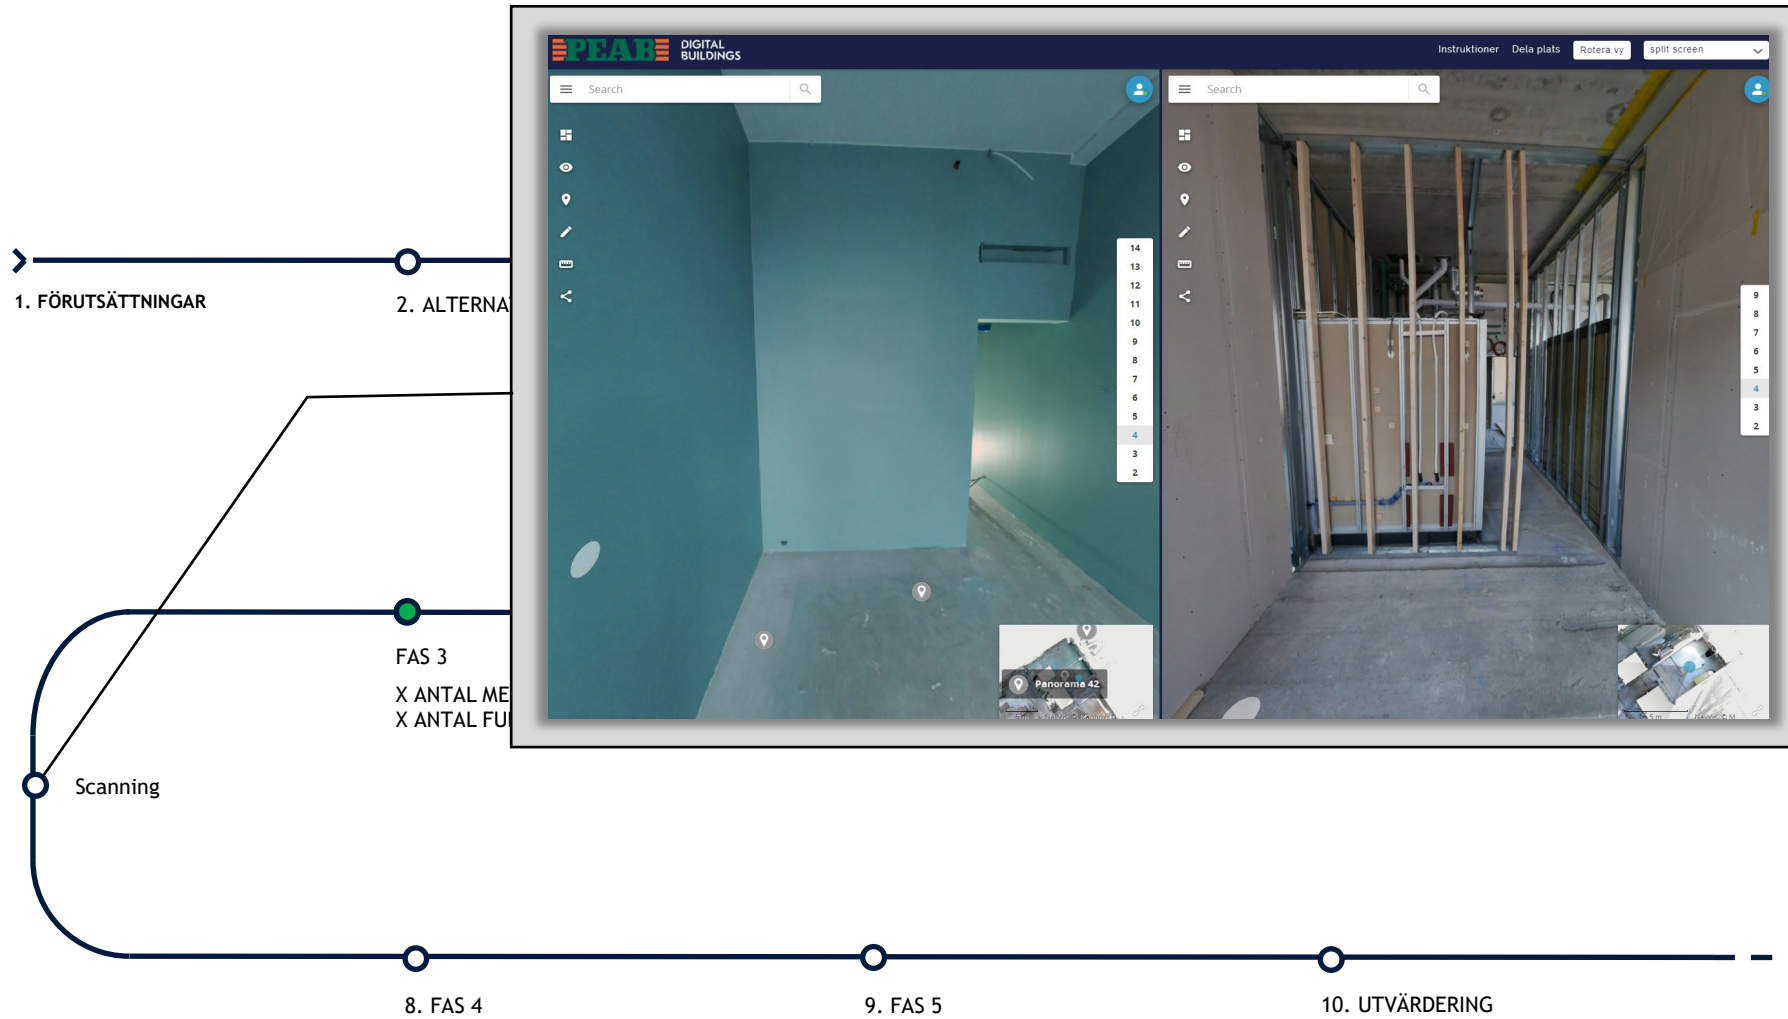 PEAB
DIGITAL
BUILDINGS
Instruktioner
Dela plats
Rotera vy
split screen
Search
Search
14
13
12
11
10
9
8
7
6
5
4
3
2
9
8
7
6
5
4
3
2
Panorama 42
5 m
1. FÖRUTSÄTTNINGAR
2. ALTERNA
FAS 3
X ANTAL ME
X ANTAL FU
Scanning
8. FAS 4
9. FAS 5
10. UTVÄRDERING